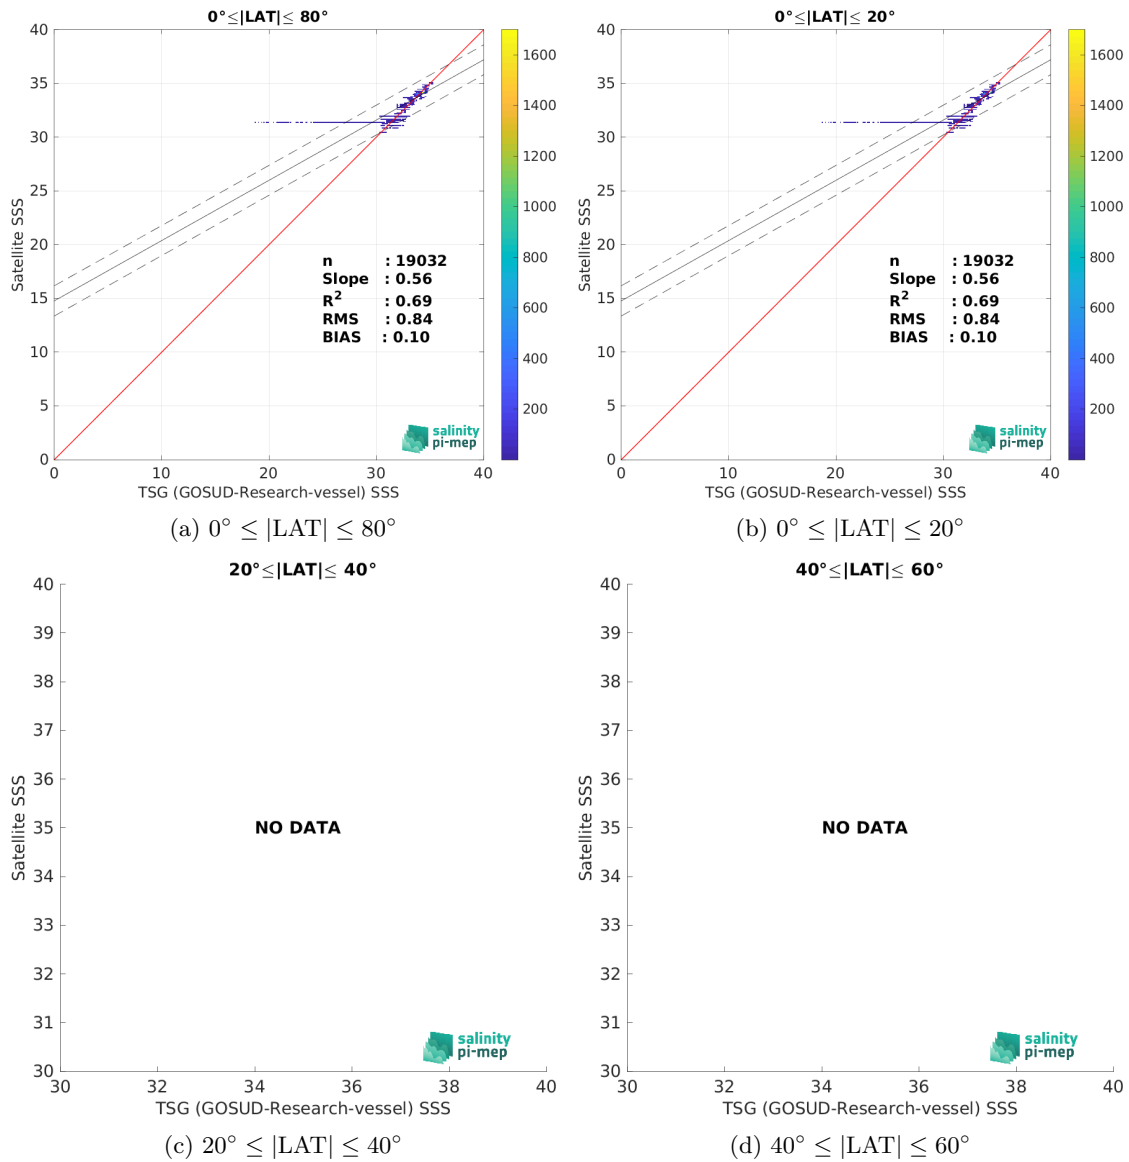 0°≤|LAT|≤ 80°
40
35
30
25
20
15
10
5
0
Satellite SSS
n : 19032
Slope : 0.56
R² : 0.69
RMS : 0.84
BIAS : 0.10
salinity
pi-mep
1600
1400
1200
1000
800
600
400
200
0 10 20 30 40
TSG (GOSUD-Research-vessel) SSS
(a) 0° ≤ |LAT| ≤ 80°
0°≤|LAT|≤ 20°
40
35
30
25
20
15
10
5
0
Satellite SSS
n : 19032
Slope : 0.56
R² : 0.69
RMS : 0.84
BIAS : 0.10
salinity
pi-mep
1600
1400
1200
1000
800
600
400
200
0 10 20 30 40
TSG (GOSUD-Research-vessel) SSS
(b) 0° ≤ |LAT| ≤ 20°
20°≤|LAT|≤ 40°
40
39
38
37
36
35
34
33
32
31
30
Satellite SSS
NO DATA
salinity
pi-mep
30 32 34 36 38 40
TSG (GOSUD-Research-vessel) SSS
(c) 20° ≤ |LAT| ≤ 40°
40°≤|LAT|≤ 60°
40
39
38
37
36
35
34
33
32
31
30
Satellite SSS
NO DATA
salinity
pi-mep
30 32 34 36 38 40
TSG (GOSUD-Research-vessel) SSS
(d) 40° ≤ |LAT| ≤ 60°